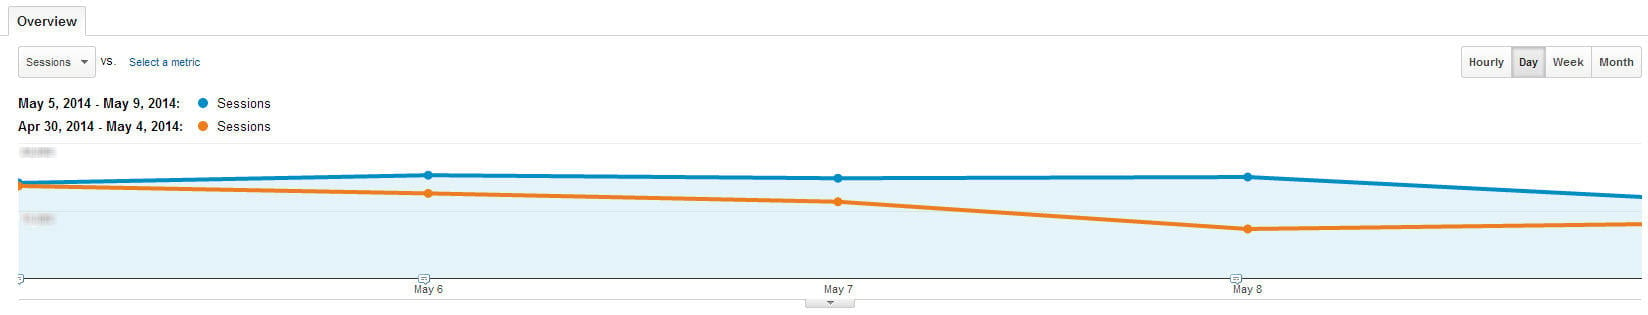 Overview
Sessions vs. Select a metric Hourly Day Week Month
May 5, 2014 - May 9, 2014: Sessions
Apr 30, 2014 - May 4, 2014: Sessions
May 6 May 7 May 8